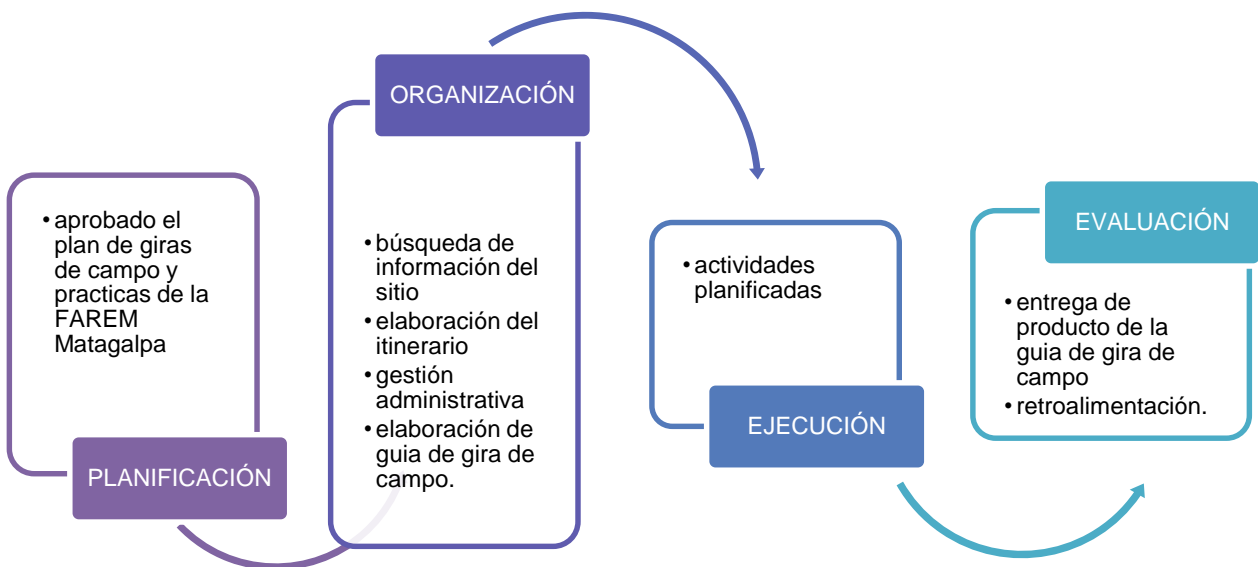 • aprobado el
plan de giras
de campo y
practicas de la
FAREM
Matagalpa
PLANIFICACIÓN
ORGANIZACIÓN
• búsqueda de
información del
sitio
• elaboración del
itinerario
• gestión
administrativa
• elaboración de
guia de gira de
campo.
• actividades
planificadas
EJECUCIÓN
EVALUACIÓN
• entrega de
producto de la
guia de gira de
campo
• retroalimentación.